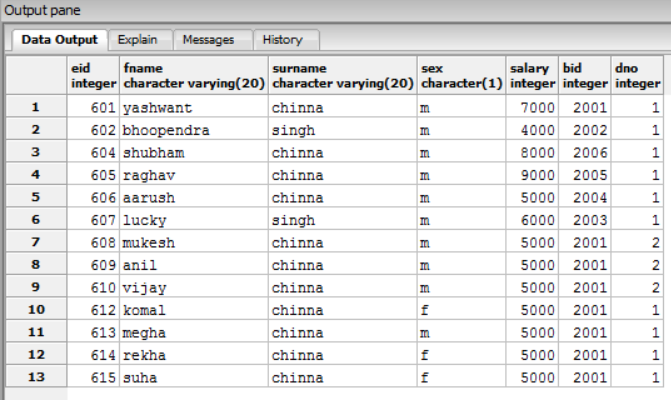 Output pane
Data Output Explain Messages History
eid fname surname sex salary bid dno
integer character varying(20) character varying(20) character(1) integer integer integer
1 601 yashwant chinna m 7000 2001 1
2 602 bhoopendra singh m 4000 2002 1
3 604 shubham chinna m 8000 2006 1
4 605 raghav chinna m 9000 2005 1
5 606 aarush chinna m 5000 2004 1
6 607 lucky singh m 6000 2003 1
7 608 mukesh chinna m 5000 2001 2
8 609 anil chinna m 5000 2001 2
9 610 vijay chinna m 5000 2001 2
10 612 komal chinna f 5000 2001 1
11 613 megha chinna m 5000 2001 1
12 614 rekha chinna f 5000 2001 1
13 615 suha chinna f 5000 2001 1